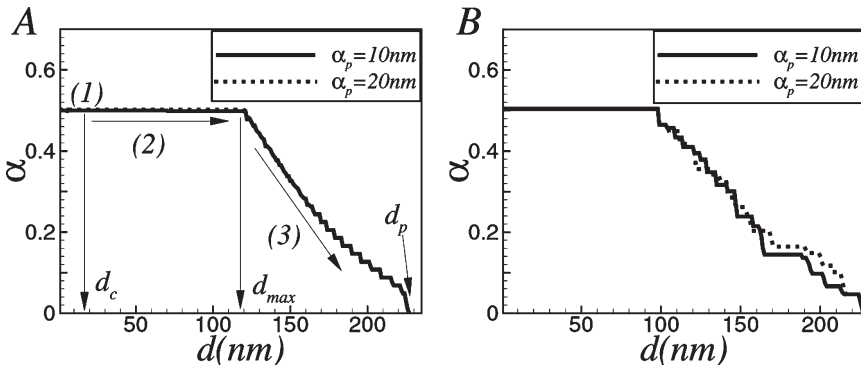 A
B
α_p=10nm
α_p=20nm
α_p=10nm
α_p=20nm
0.6
0.4
0.2
0
α
(1)
(2)
(3)
d_c
d_max
d_p
50
100
150
200
d(nm)
0.6
0.4
0.2
0
α
50
100
150
200
d(nm)